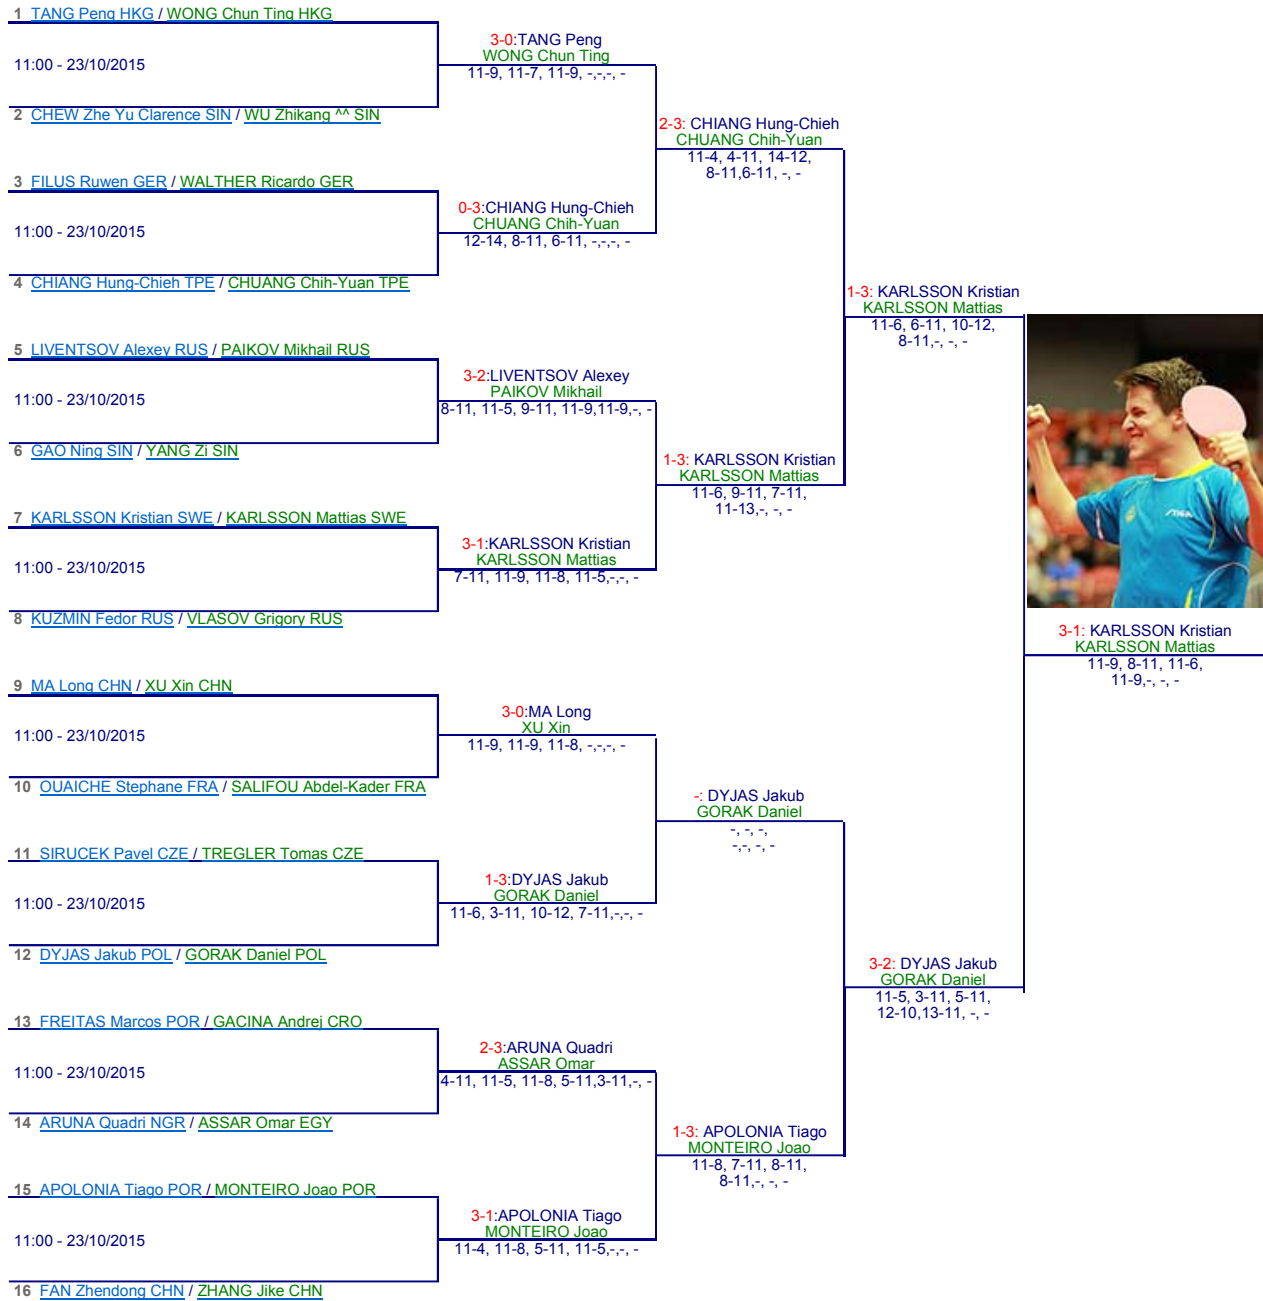 1 TANG Peng HKG / WONG Chun Ting HKG
11:00 - 23/10/2015
2 CHEW Zhe Yu Clarence SIN / WU Zhikang ^^ SIN
3 FILUS Ruwen GER / WALTHER Ricardo GER
11:00 - 23/10/2015
4 CHIANG Hung-Chieh TPE / CHUANG Chih-Yuan TPE
5 LIVENTSOV Alexey RUS / PAIKOV Mikhail RUS
11:00 - 23/10/2015
6 GAO Ning SIN / YANG Zi SIN
7 KARLSSON Kristian SWE / KARLSSON Mattias SWE
11:00 - 23/10/2015
8 KUZMIN Fedor RUS / VLASOV Grigory RUS
9 MA Long CHN / XU Xin CHN
11:00 - 23/10/2015
10 OUAICHE Stephane FRA / SALIFOU Abdel-Kader FRA
11 SIRUCEK Pavel CZE / TREGLER Tomas CZE
11:00 - 23/10/2015
12 DYJAS Jakub POL / GORAK Daniel POL
13 FREITAS Marcos POR / GACINA Andrej CRO
11:00 - 23/10/2015
14 ARUNA Quadri NGR / ASSAR Omar EGY
15 APOLONIA Tiago POR / MONTEIRO Joao POR
11:00 - 23/10/2015
16 FAN Zhendong CHN / ZHANG Jike CHN
3-0:TANG Peng
WONG Chun Ting
11-9, 11-7, 11-9, -,-,-, -
0-3:CHIANG Hung-Chieh
CHUANG Chih-Yuan
12-14, 8-11, 6-11, -,-,-, -
3-2:LIVENTSOV Alexey
PAIKOV Mikhail
8-11, 11-5, 9-11, 11-9,11-9,-, -
3-1:KARLSSON Kristian
KARLSSON Mattias
7-11, 11-9, 11-8, 11-5,-,-, -
3-0:MA Long
XU Xin
11-9, 11-9, 11-8, -,-,-, -
1-3:DYJAS Jakub
GORAK Daniel
11-6, 3-11, 10-12, 7-11,-,-, -
2-3:ARUNA Quadri
ASSAR Omar
4-11, 11-5, 11-8, 5-11,3-11,-, -
3-1:APOLONIA Tiago
MONTEIRO Joao
11-4, 11-8, 5-11, 11-5,-,-, -
2-3: CHIANG Hung-Chieh
CHUANG Chih-Yuan
11-4, 4-11, 14-12,
8-11,6-11, -, -
1-3: KARLSSON Kristian
KARLSSON Mattias
11-6, 9-11, 7-11,
11-13,-, -, -
-: DYJAS Jakub
GORAK Daniel
-, -, -,
-,-, -, -
1-3: APOLONIA Tiago
MONTEIRO Joao
11-8, 7-11, 8-11,
8-11,-, -, -
1-3: KARLSSON Kristian
KARLSSON Mattias
11-6, 6-11, 10-12,
8-11,-, -, -
3-2: DYJAS Jakub
GORAK Daniel
11-5, 3-11, 5-11,
12-10,13-11, -, -
STIGA
3-1: KARLSSON Kristian
KARLSSON Mattias
11-9, 8-11, 11-6,
11-9,-, -, -